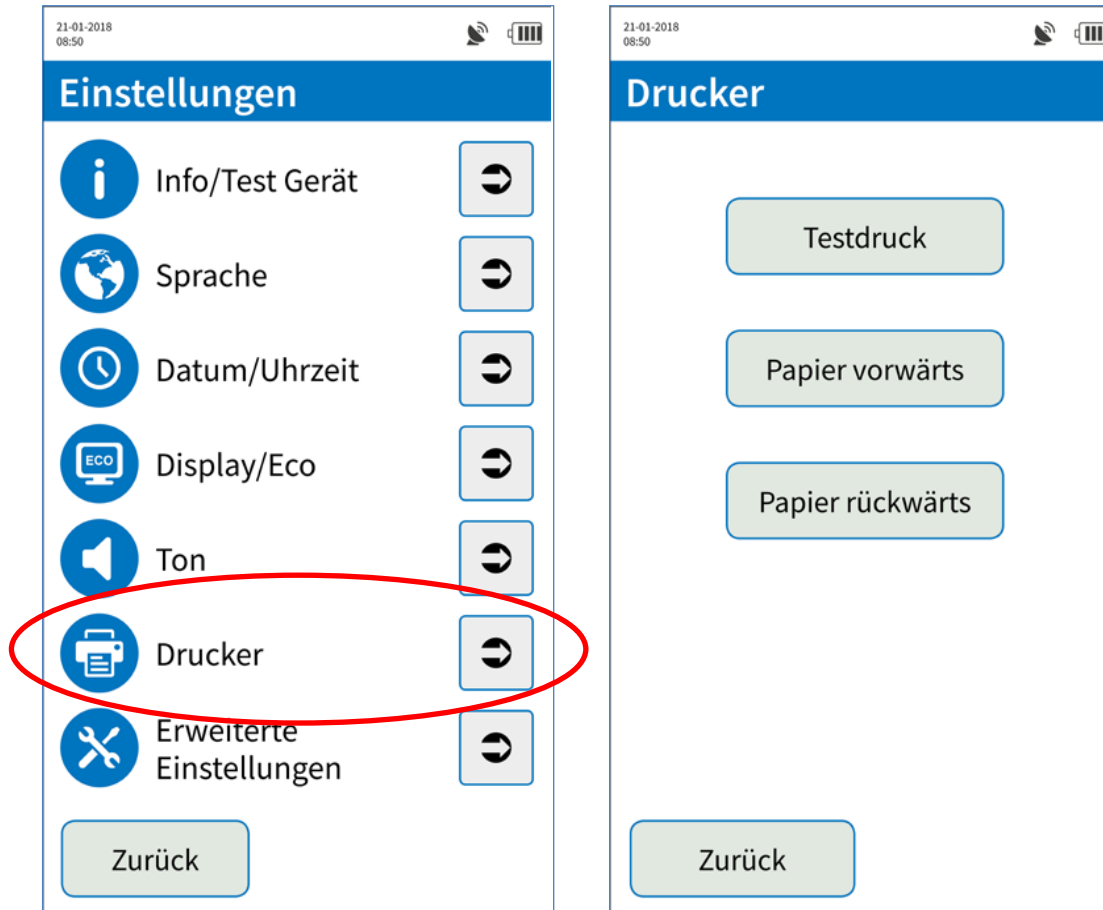 21-01-2018
08:50
Einstellungen
Info/Test Gerät
Sprache
Datum/Uhrzeit
ECO
Display/Eco
Ton
Drucker
Erweiterte
Einstellungen
Zurück
21-01-2018
08:50
Drucker
Testdruck
Papier vorwärts
Papier rückwärts
Zurück